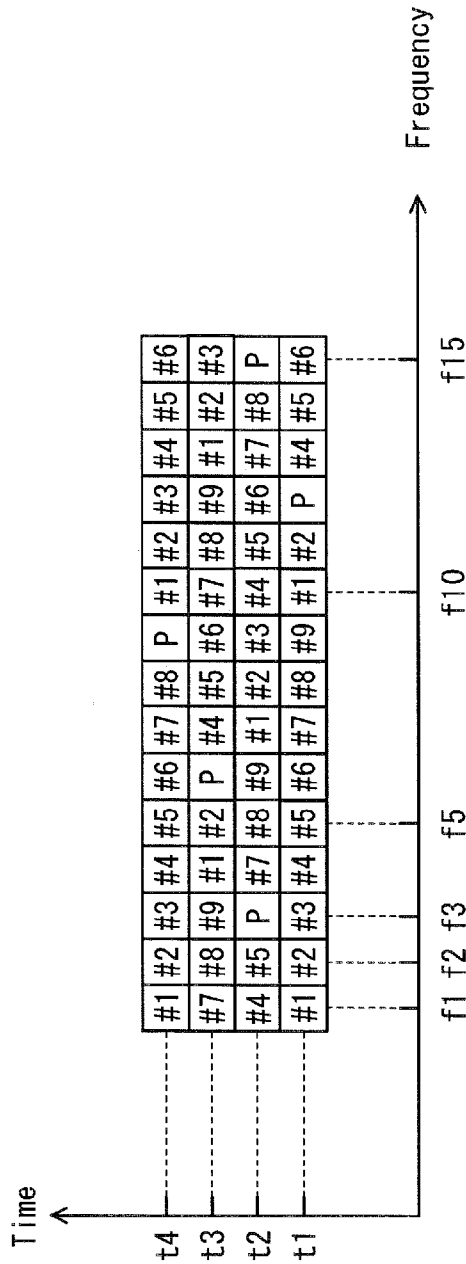 Time
t4 #1 #2 #3 #4 #5 #6 #7 #8 P #1 #2 #3 #4 #5 #6
t3 #7 #8 #9 #1 #2 P #4 #5 #6 #7 #8 #9 #1 #2 #3
t2 #4 #5 P #7 #8 #9 #1 #2 #3 #4 #5 #6 #7 #8 P
t1 #1 #2 #3 #4 #5 #6 #7 #8 #9 #1 #2 P #4 #5 #6
f1 f2 f3 f5 f10 f15
Frequency